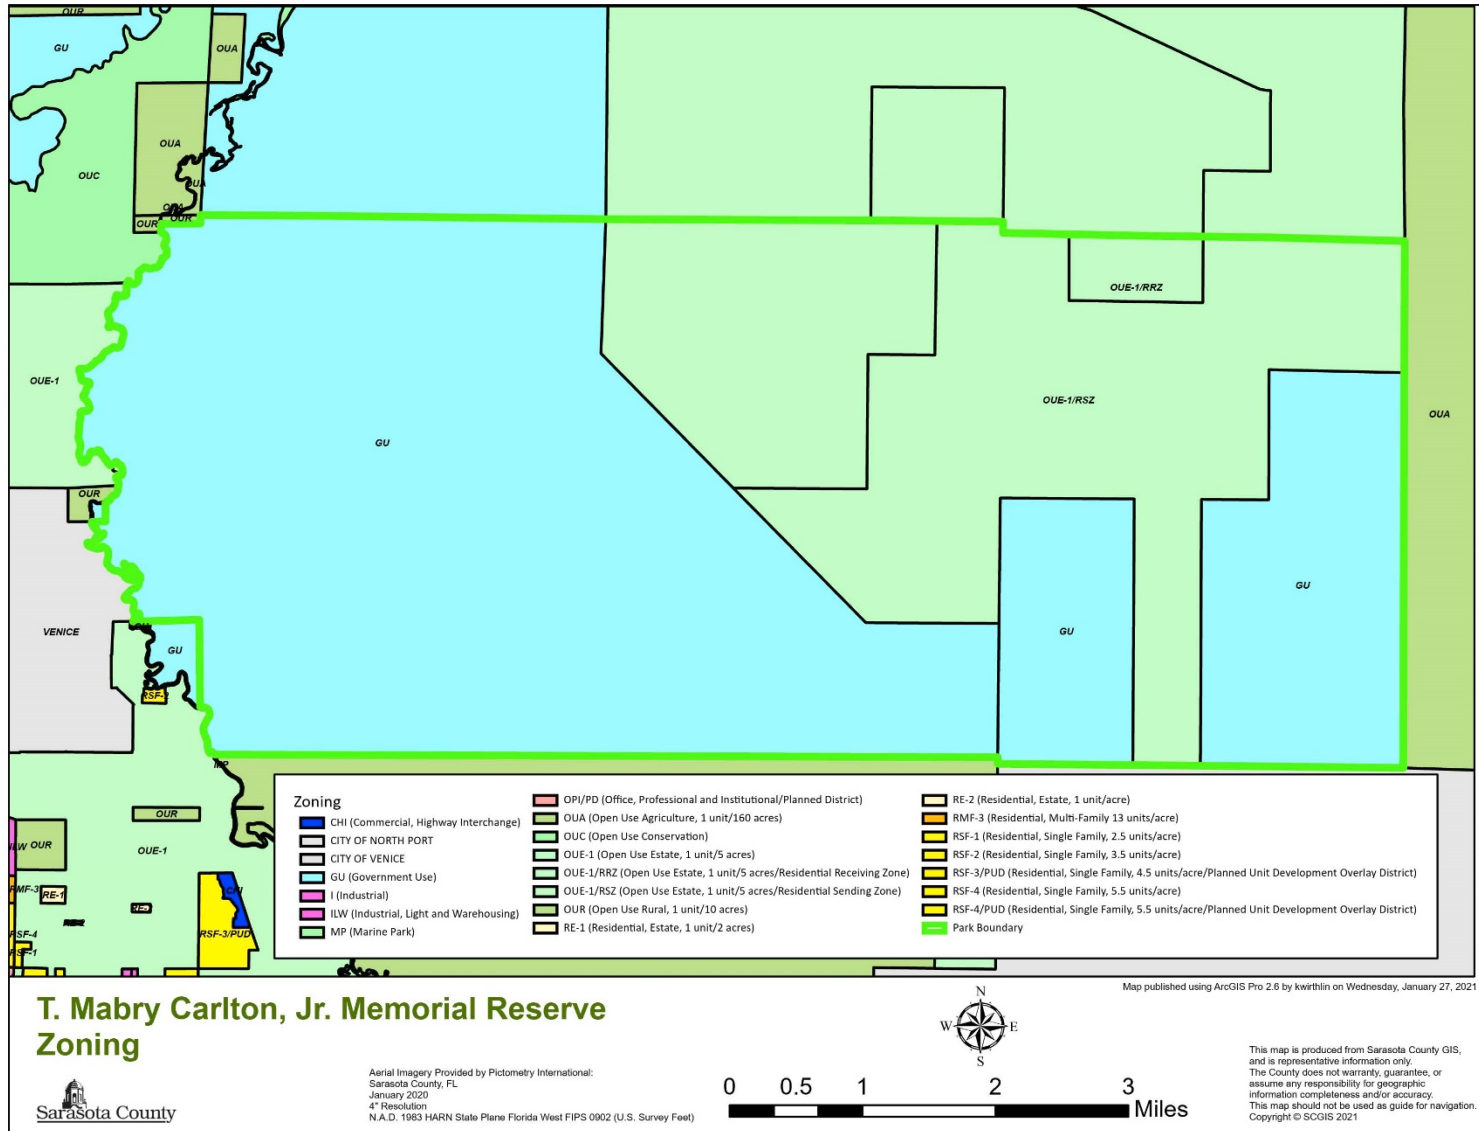 OUR
GU
OUA
OUA
OUC
OUA
OUR
OUR
OUE-1/RRZ
OUE-1
OUE-1/RSZ
OUA
GU
OUR
GU
GU
VENICE
GU
RSF-2
MP
OUR
OUR
OUE-1
ILW
RMF-3
RE-1
CHI
RSF-4
RSF-3/PUD
RSF-1
Zoning
CHI (Commercial, Highway Interchange)
CITY OF NORTH PORT
CITY OF VENICE
GU (Government Use)
I (Industrial)
ILW (Industrial, Light and Warehousing)
MP (Marine Park)
OPI/PD (Office, Professional and Institutional/Planned District)
OUA (Open Use Agriculture, 1 unit/160 acres)
OUC (Open Use Conservation)
OUE-1 (Open Use Estate, 1 unit/5 acres)
OUE-1/RRZ (Open Use Estate, 1 unit/5 acres/Residential Receiving Zone)
OUE-1/RSZ (Open Use Estate, 1 unit/5 acres/Residential Sending Zone)
OUR (Open Use Rural, 1 unit/10 acres)
RE-1 (Residential, Estate, 1 unit/2 acres)
RE-2 (Residential, Estate, 1 unit/acre)
RMF-3 (Residential, Multi-Family 13 units/acre)
RSF-1 (Residential, Single Family, 2.5 units/acre)
RSF-2 (Residential, Single Family, 3.5 units/acre)
RSF-3/PUD (Residential, Single Family, 4.5 units/acre/Planned Unit Development Overlay District)
RSF-4 (Residential, Single Family, 5.5 units/acre)
RSF-4/PUD (Residential, Single Family, 5.5 units/acre/Planned Unit Development Overlay District)
Park Boundary
Map published using ArcGIS Pro 2.6 by kwirthlin on Wednesday, January 27, 2021
T. Mabry Carlton, Jr. Memorial Reserve
Zoning
Sarasota County
Aerial Imagery Provided by Pictometry International:
Sarasota County, FL
January 2020
4" Resolution
N.A.D. 1983 HARN State Plane Florida West FIPS 0902 (U.S. Survey Feet)
N
W E
S
0 0.5 1 2 3
Miles
This map is produced from Sarasota County GIS,
and is representative information only.
The County does not warranty, guarantee, or
assume any responsibility for geographic
information completeness and/or accuracy.
This map should not be used as guide for navigation.
Copyright © SCGIS 2021